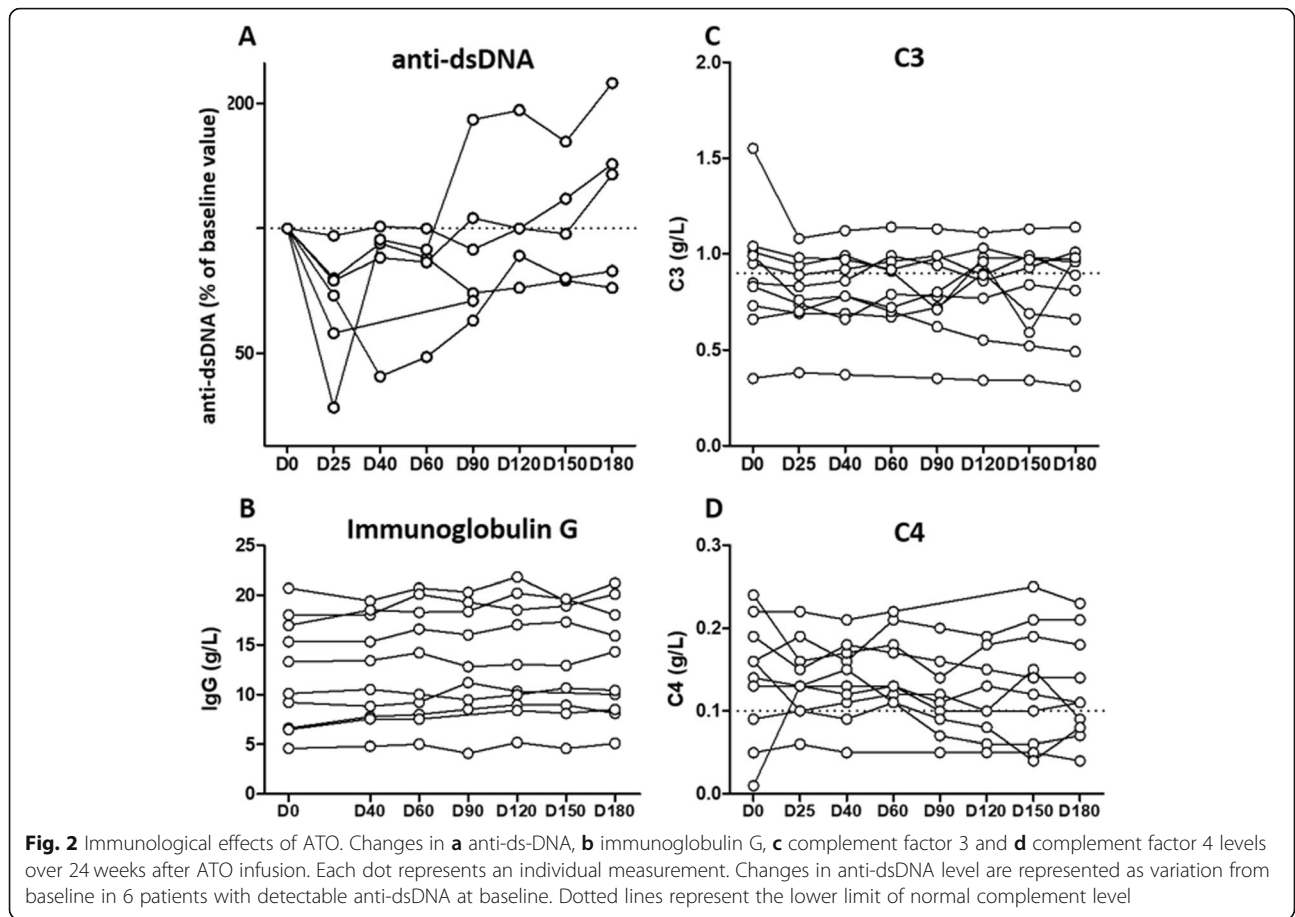 A
anti-dsDNA
anti-dsDNA (% of baseline value)
200
50
D0 D25 D40 D60 D90 D120 D150 D180
C
C3
C3 (g/L)
2.0
1.5
1.0
0.5
0.0
D0 D25 D40 D60 D90 D120 D150 D180
B
Immunoglobulin G
IgG (g/L)
25
20
15
10
5
0
D0 D40 D60 D90 D120 D150 D180
D
C4
C4 (g/L)
0.3
0.2
0.1
0.0
D0 D25 D40 D60 D90 D120 D150 D180
Fig. 2 Immunological effects of ATO. Changes in a anti-ds-DNA, b immunoglobulin G, c complement factor 3 and d complement factor 4 levels
over 24 weeks after ATO infusion. Each dot represents an individual measurement. Changes in anti-dsDNA level are represented as variation from
baseline in 6 patients with detectable anti-dsDNA at baseline. Dotted lines represent the lower limit of normal complement level